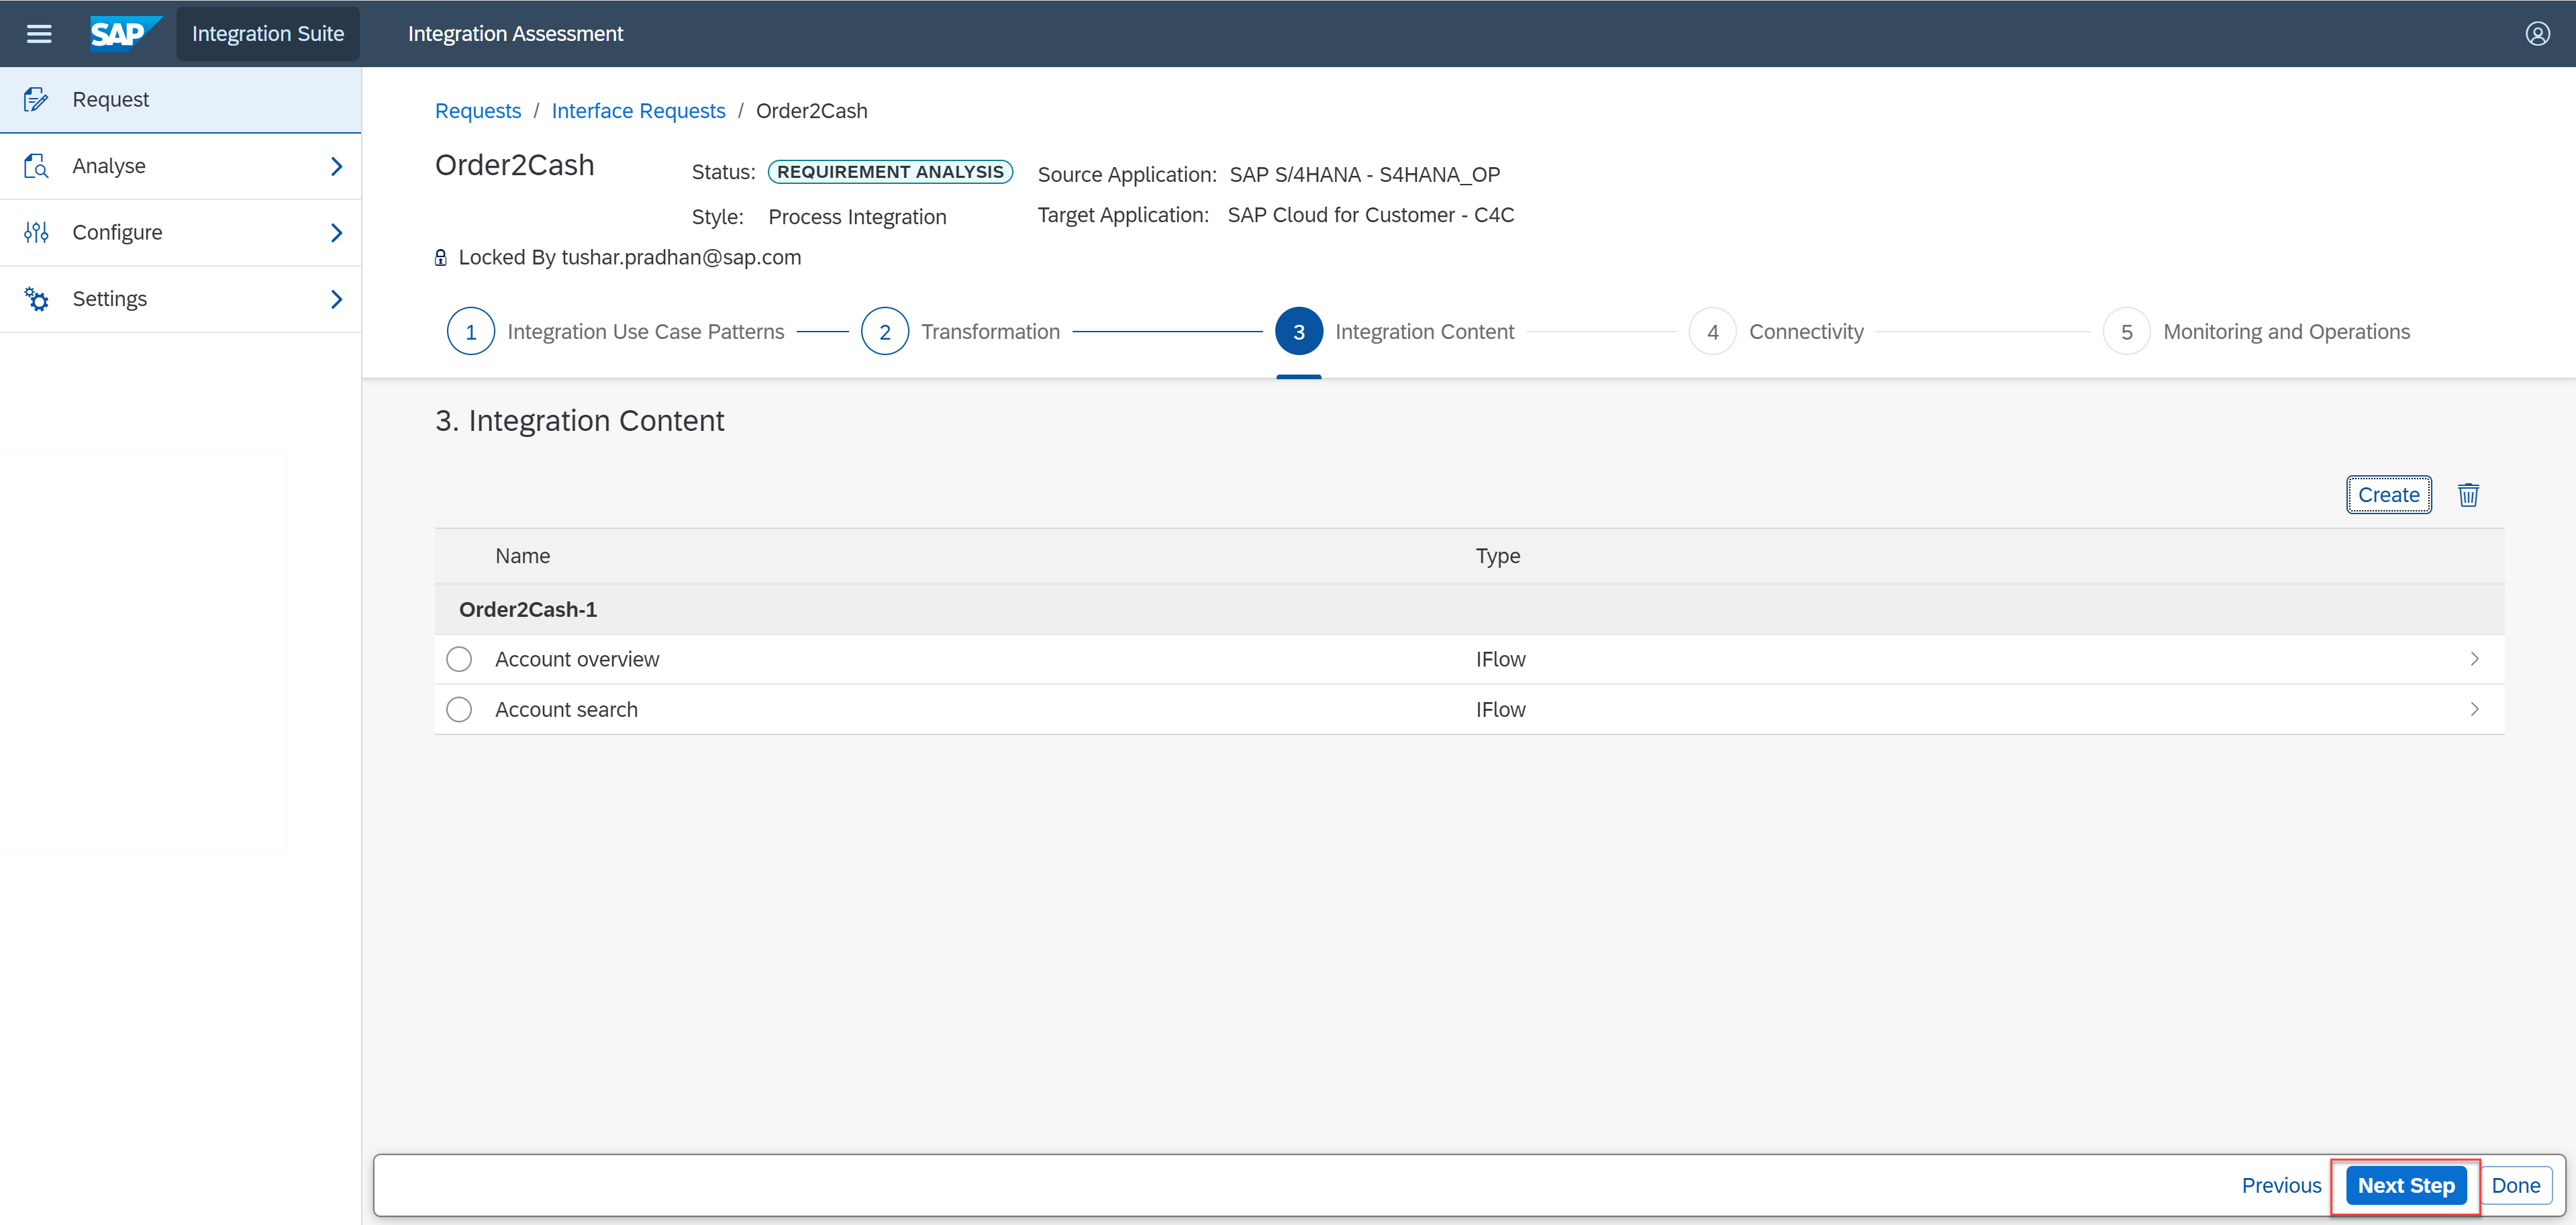 SAP Integration Suite Integration Assessment
Request
Analyse
Configure
Settings
Requests / Interface Requests / Order2Cash
Order2Cash
Status: REQUIREMENT ANALYSIS
Source Application: SAP S/4HANA - S4HANA_OP
Style: Process Integration
Target Application: SAP Cloud for Customer - C4C
Locked By tushar.pradhan@sap.com
1 Integration Use Case Patterns
2 Transformation
3 Integration Content
4 Connectivity
5 Monitoring and Operations
3. Integration Content
Create
Name Type
Order2Cash-1
Account overview IFlow
Account search IFlow
Previous Next Step Done